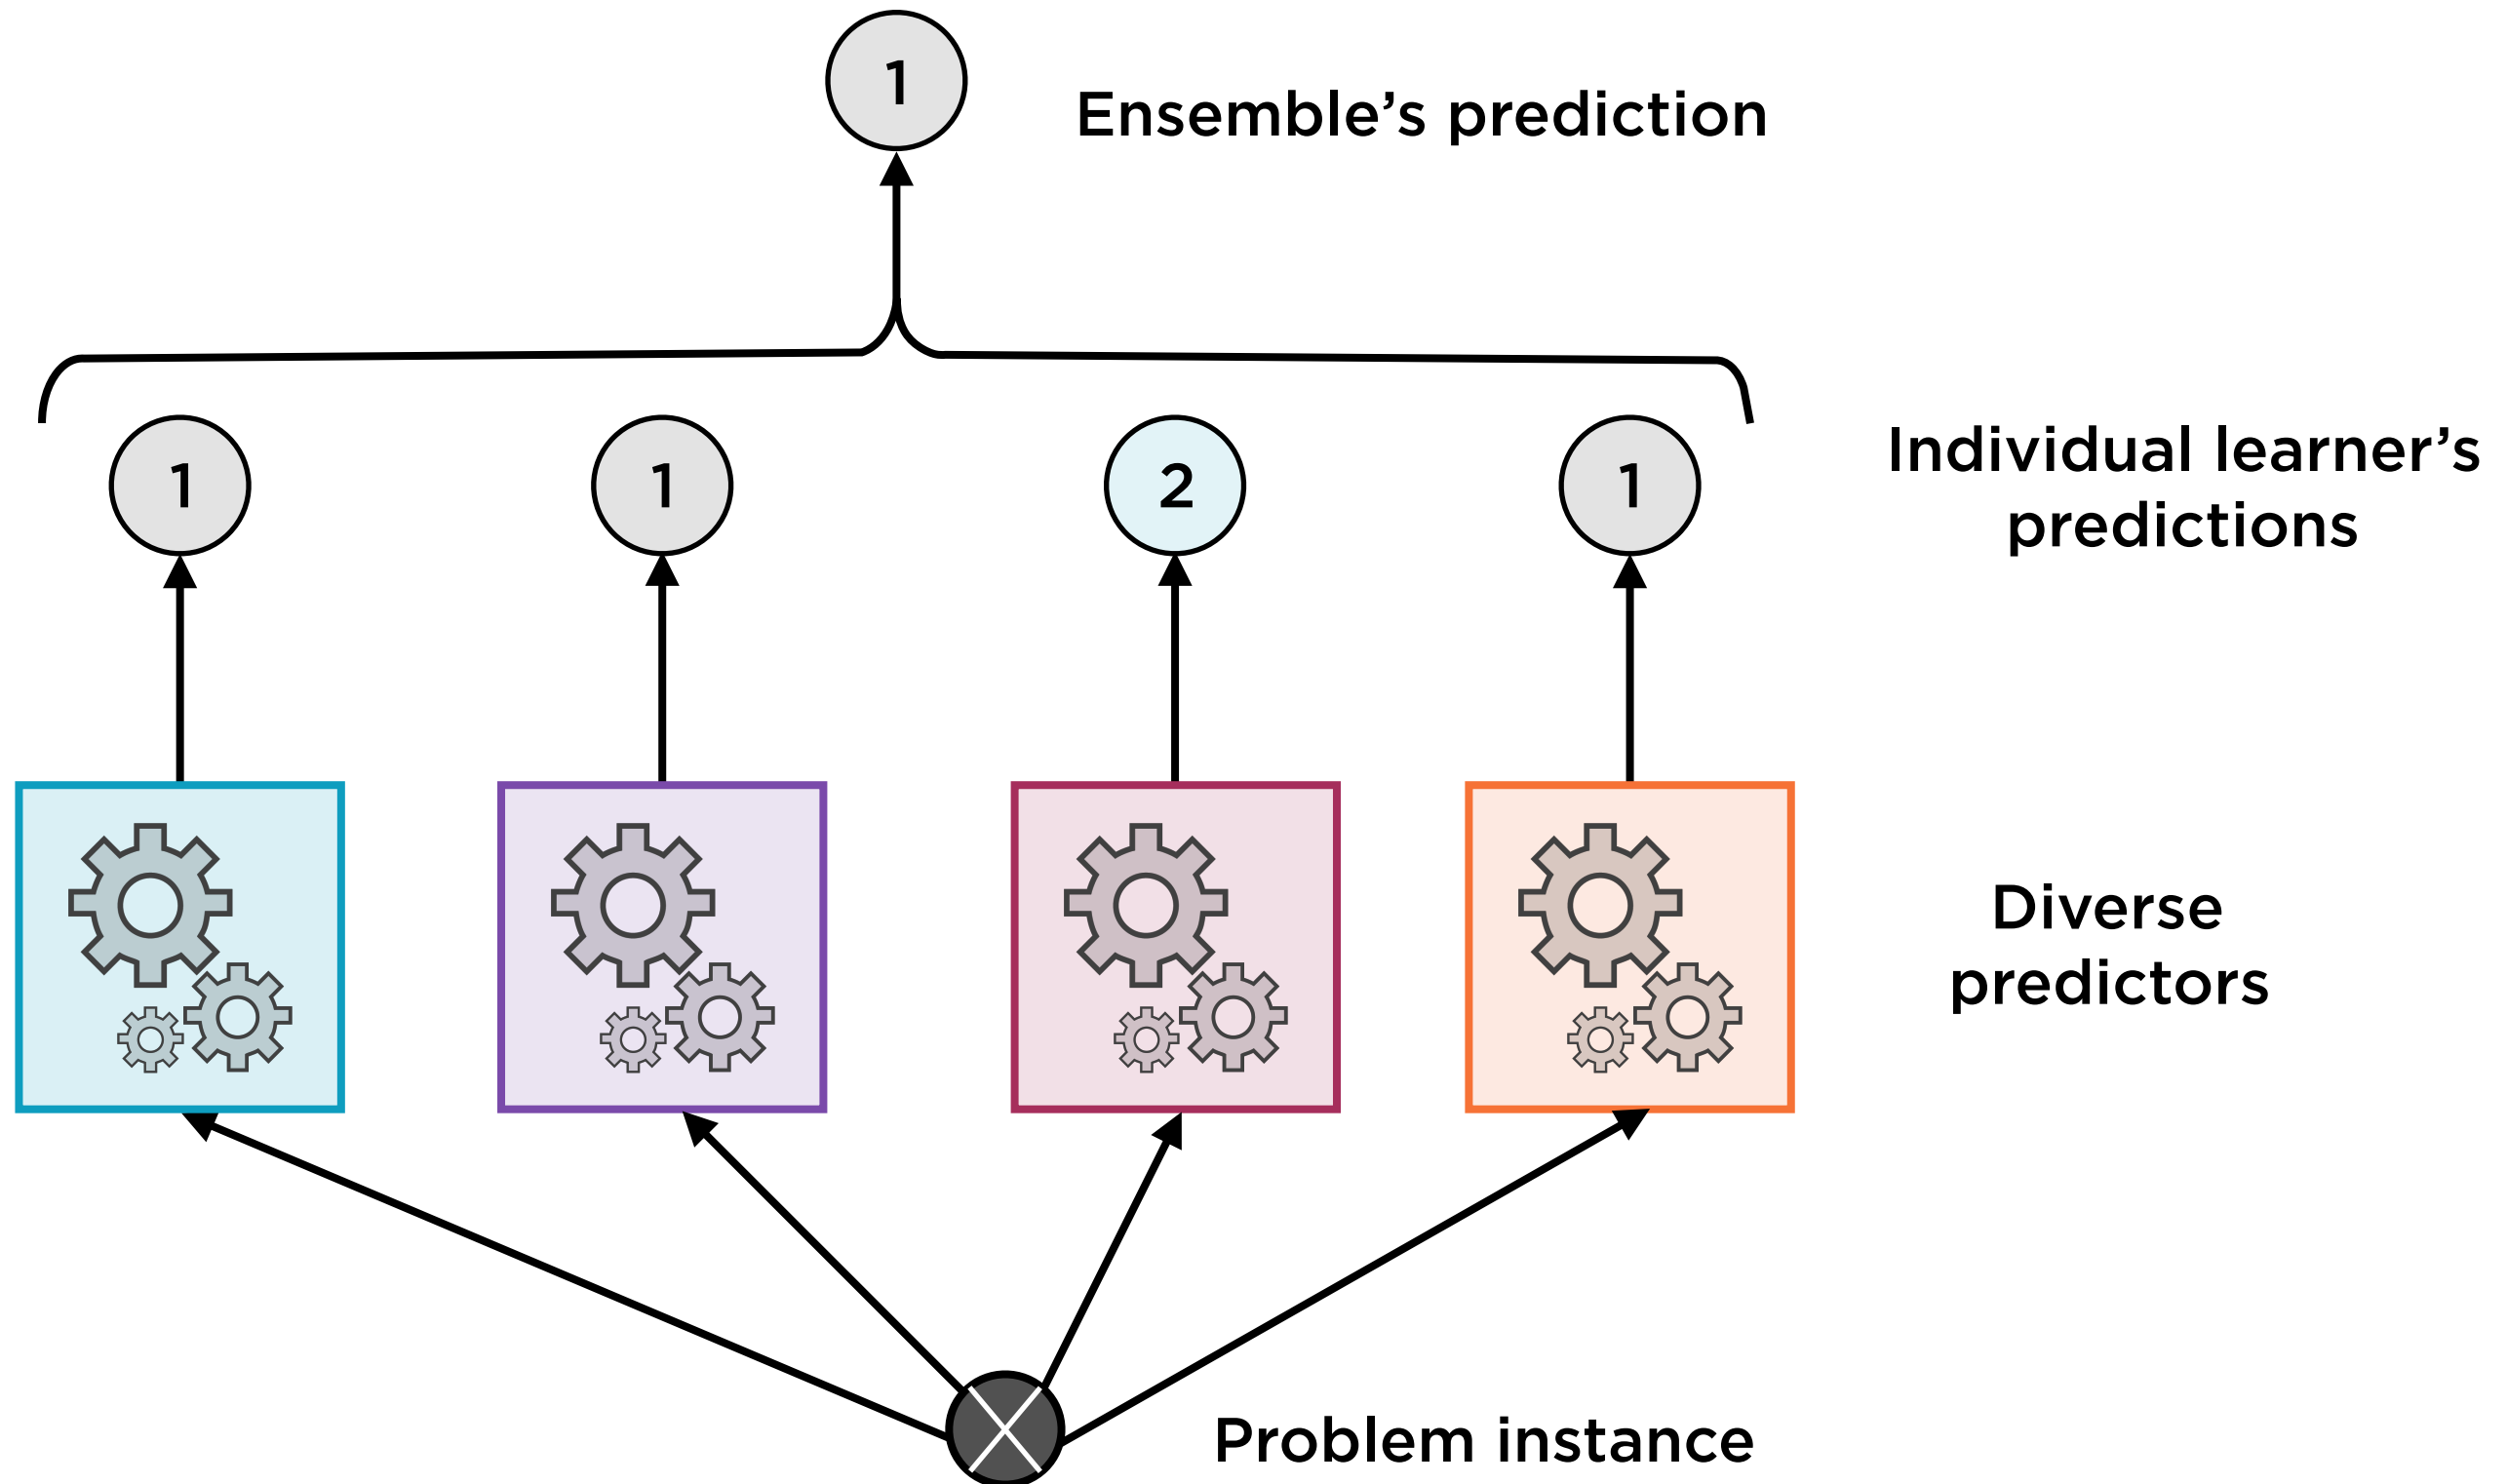 1
Ensemble’s prediction
1
1
2
1
Individual learner’s
predictions
Diverse
predictors
Problem instance